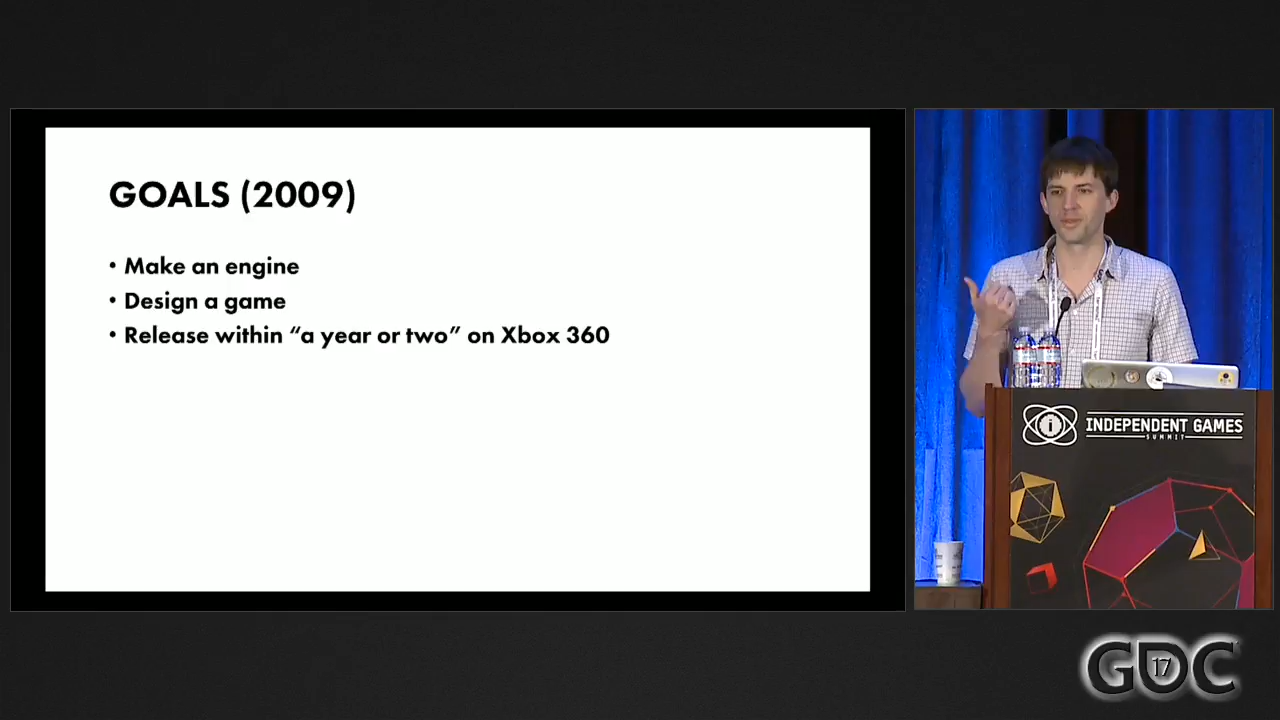 GOALS (2009)
• Make an engine
• Design a game
• Release within “a year or two” on Xbox 360
INDEPENDENT GAMES
SUMMIT
GDC
17